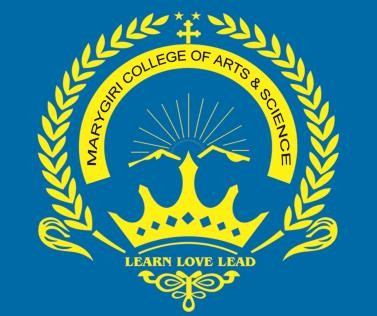 MARYGIRI COLLEGE OF ARTS & SCIENCE
LEARN LOVE LEAD